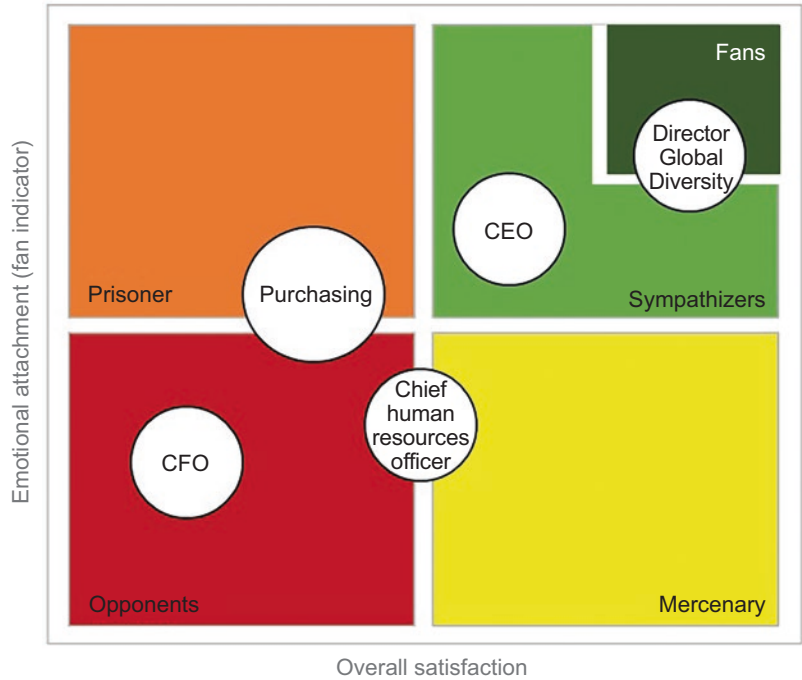 Emotional attachment (fan indicator)
Fans
Director
Global
Diversity
CEO
Prisoner
Purchasing
Sympathizers
Chief
human
resources
officer
CFO
Opponents
Mercenary
Overall satisfaction